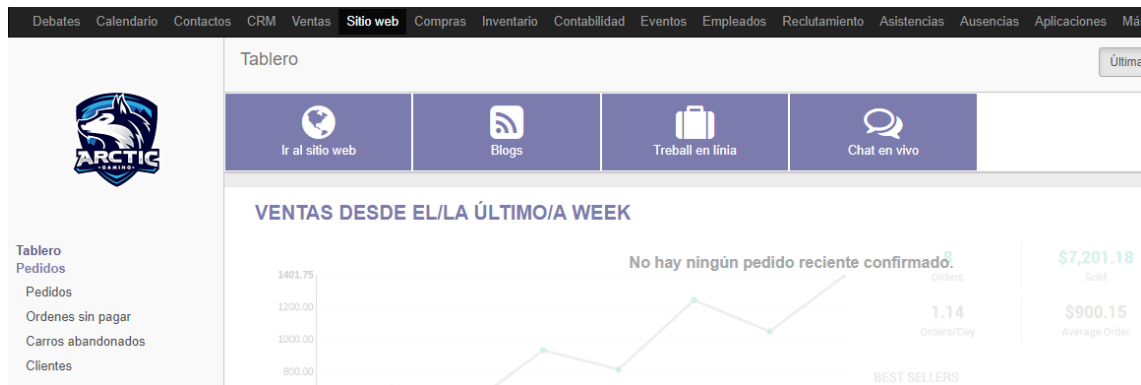 Debates Calendario Contactos CRM Ventas Sitio web Compras Inventario Contabilidad Eventos Empleados Reclutamiento Asistencias Ausencias Aplicaciones
Tablero
ARCTIC
GAMING
Ir al sitio web
Blogs
Treball en línia
Chat en vivo
VENTAS DESDE EL/LA ÚLTIMO/A WEEK
Tablero
Pedidos
Pedidos
Ordenes sin pagar
Carros abandonados
Clientes
No hay ningún pedido reciente confirmado.
1401.75
1200.00
1000.00
800.00
8
Orders
$7,201.18
Sold
1.14
Orders/Day
$900.15
Average Order
BEST SELLERS